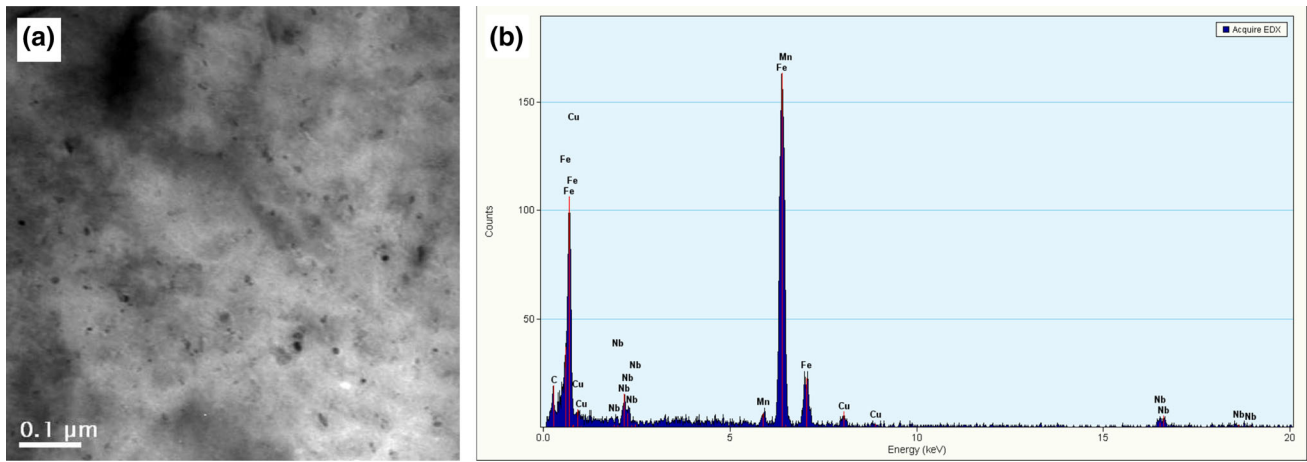 (a)
0.1 µm
(b)
Acquire EDX
Counts
150
100
50
Cu
Fe
Fe
Fe
C
Cu
Cu
Nb
Nb
Nb
Nb
Nb
Nb
Mn
Mn
Fe
Fe
Cu
Cu
Nb
Nb
Nb
Nb
0.0
5
10
15
20
Energy (keV)